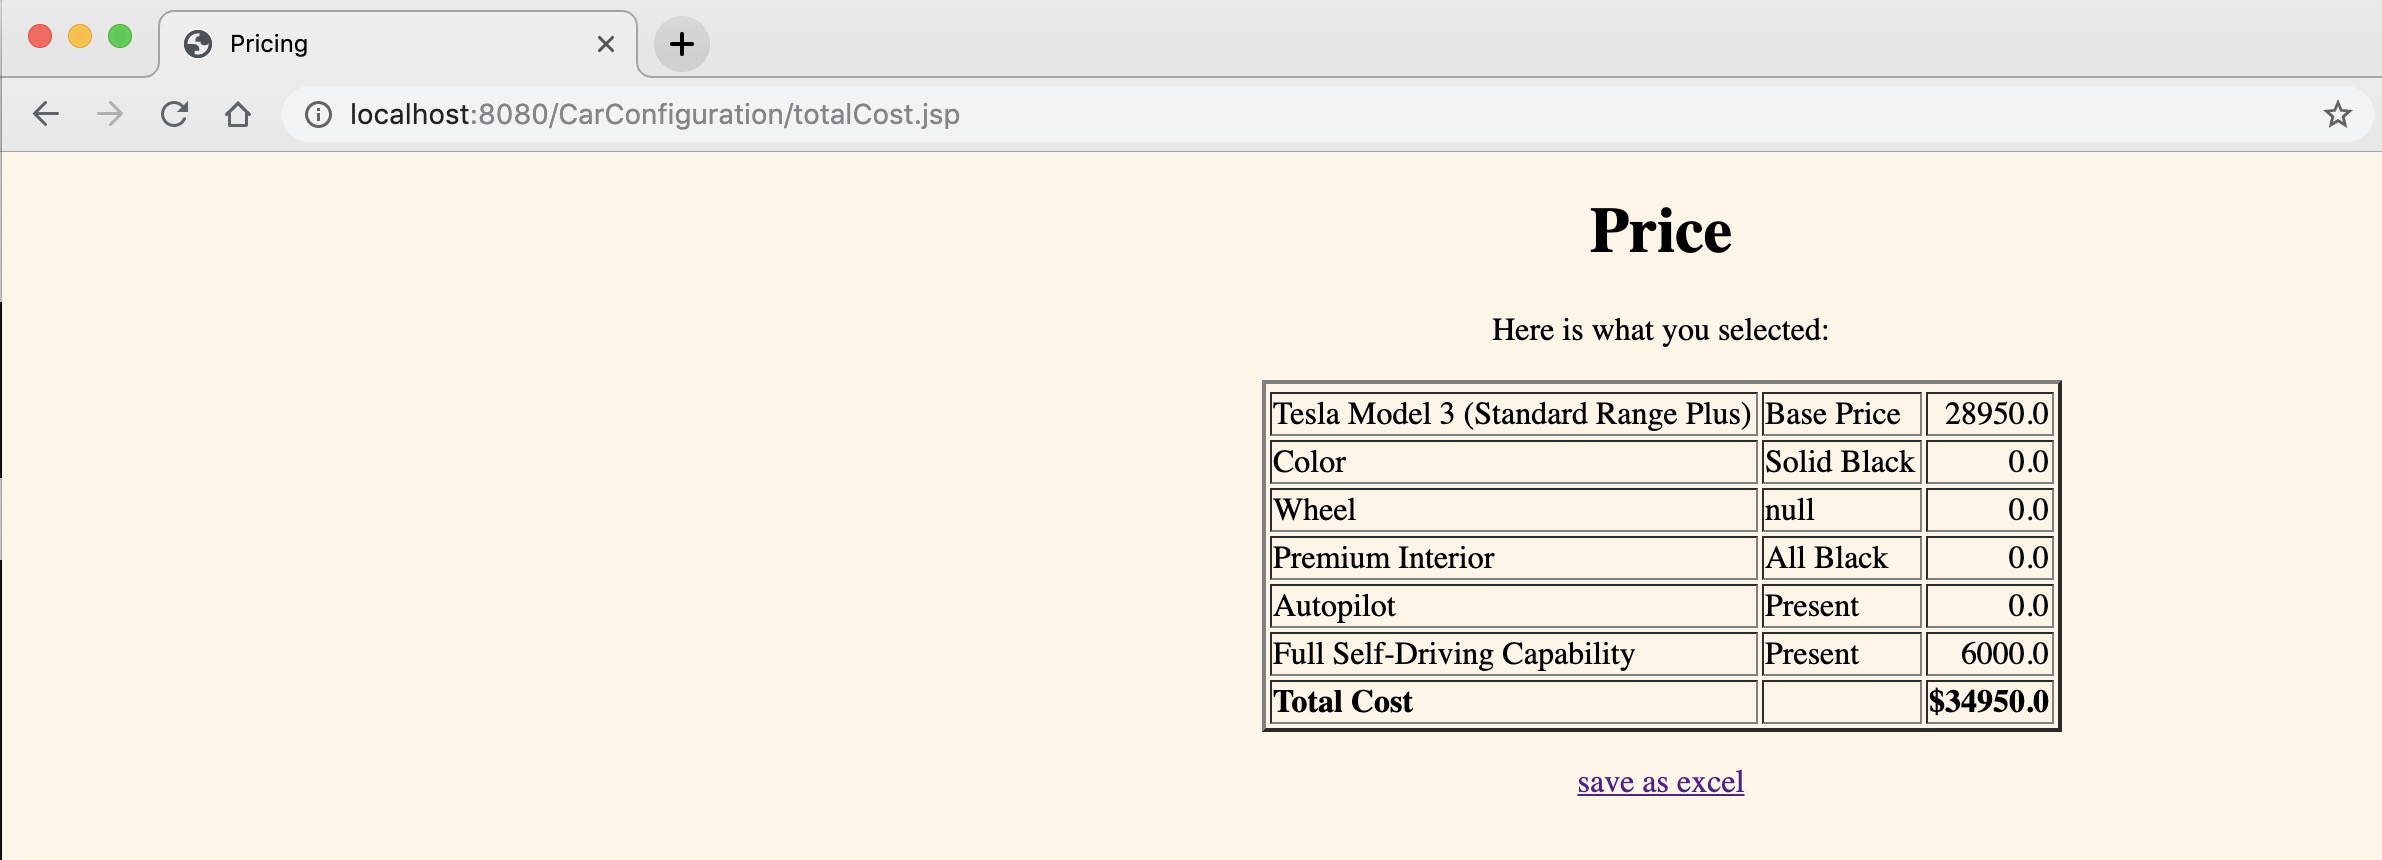 Pricing
localhost:8080/CarConfiguration/totalCost.jsp
Price
Here is what you selected:
Tesla Model 3 (Standard Range Plus) Base Price 28950.0
Color Solid Black 0.0
Wheel null 0.0
Premium Interior All Black 0.0
Autopilot Present 0.0
Full Self-Driving Capability Present 6000.0
Total Cost $34950.0
save as excel